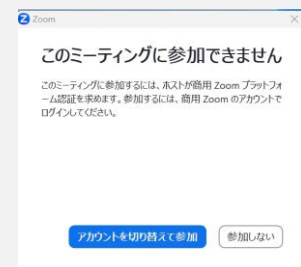 Zoom
このミーティングに参加できません
このミーティングに参加するには、ホストが商用 Zoom プラットフォ
ーム認証を求めます。参加するには、商用 Zoom のアカウントで
ログインしてください。
アカウントを切り替えて参加
参加しない